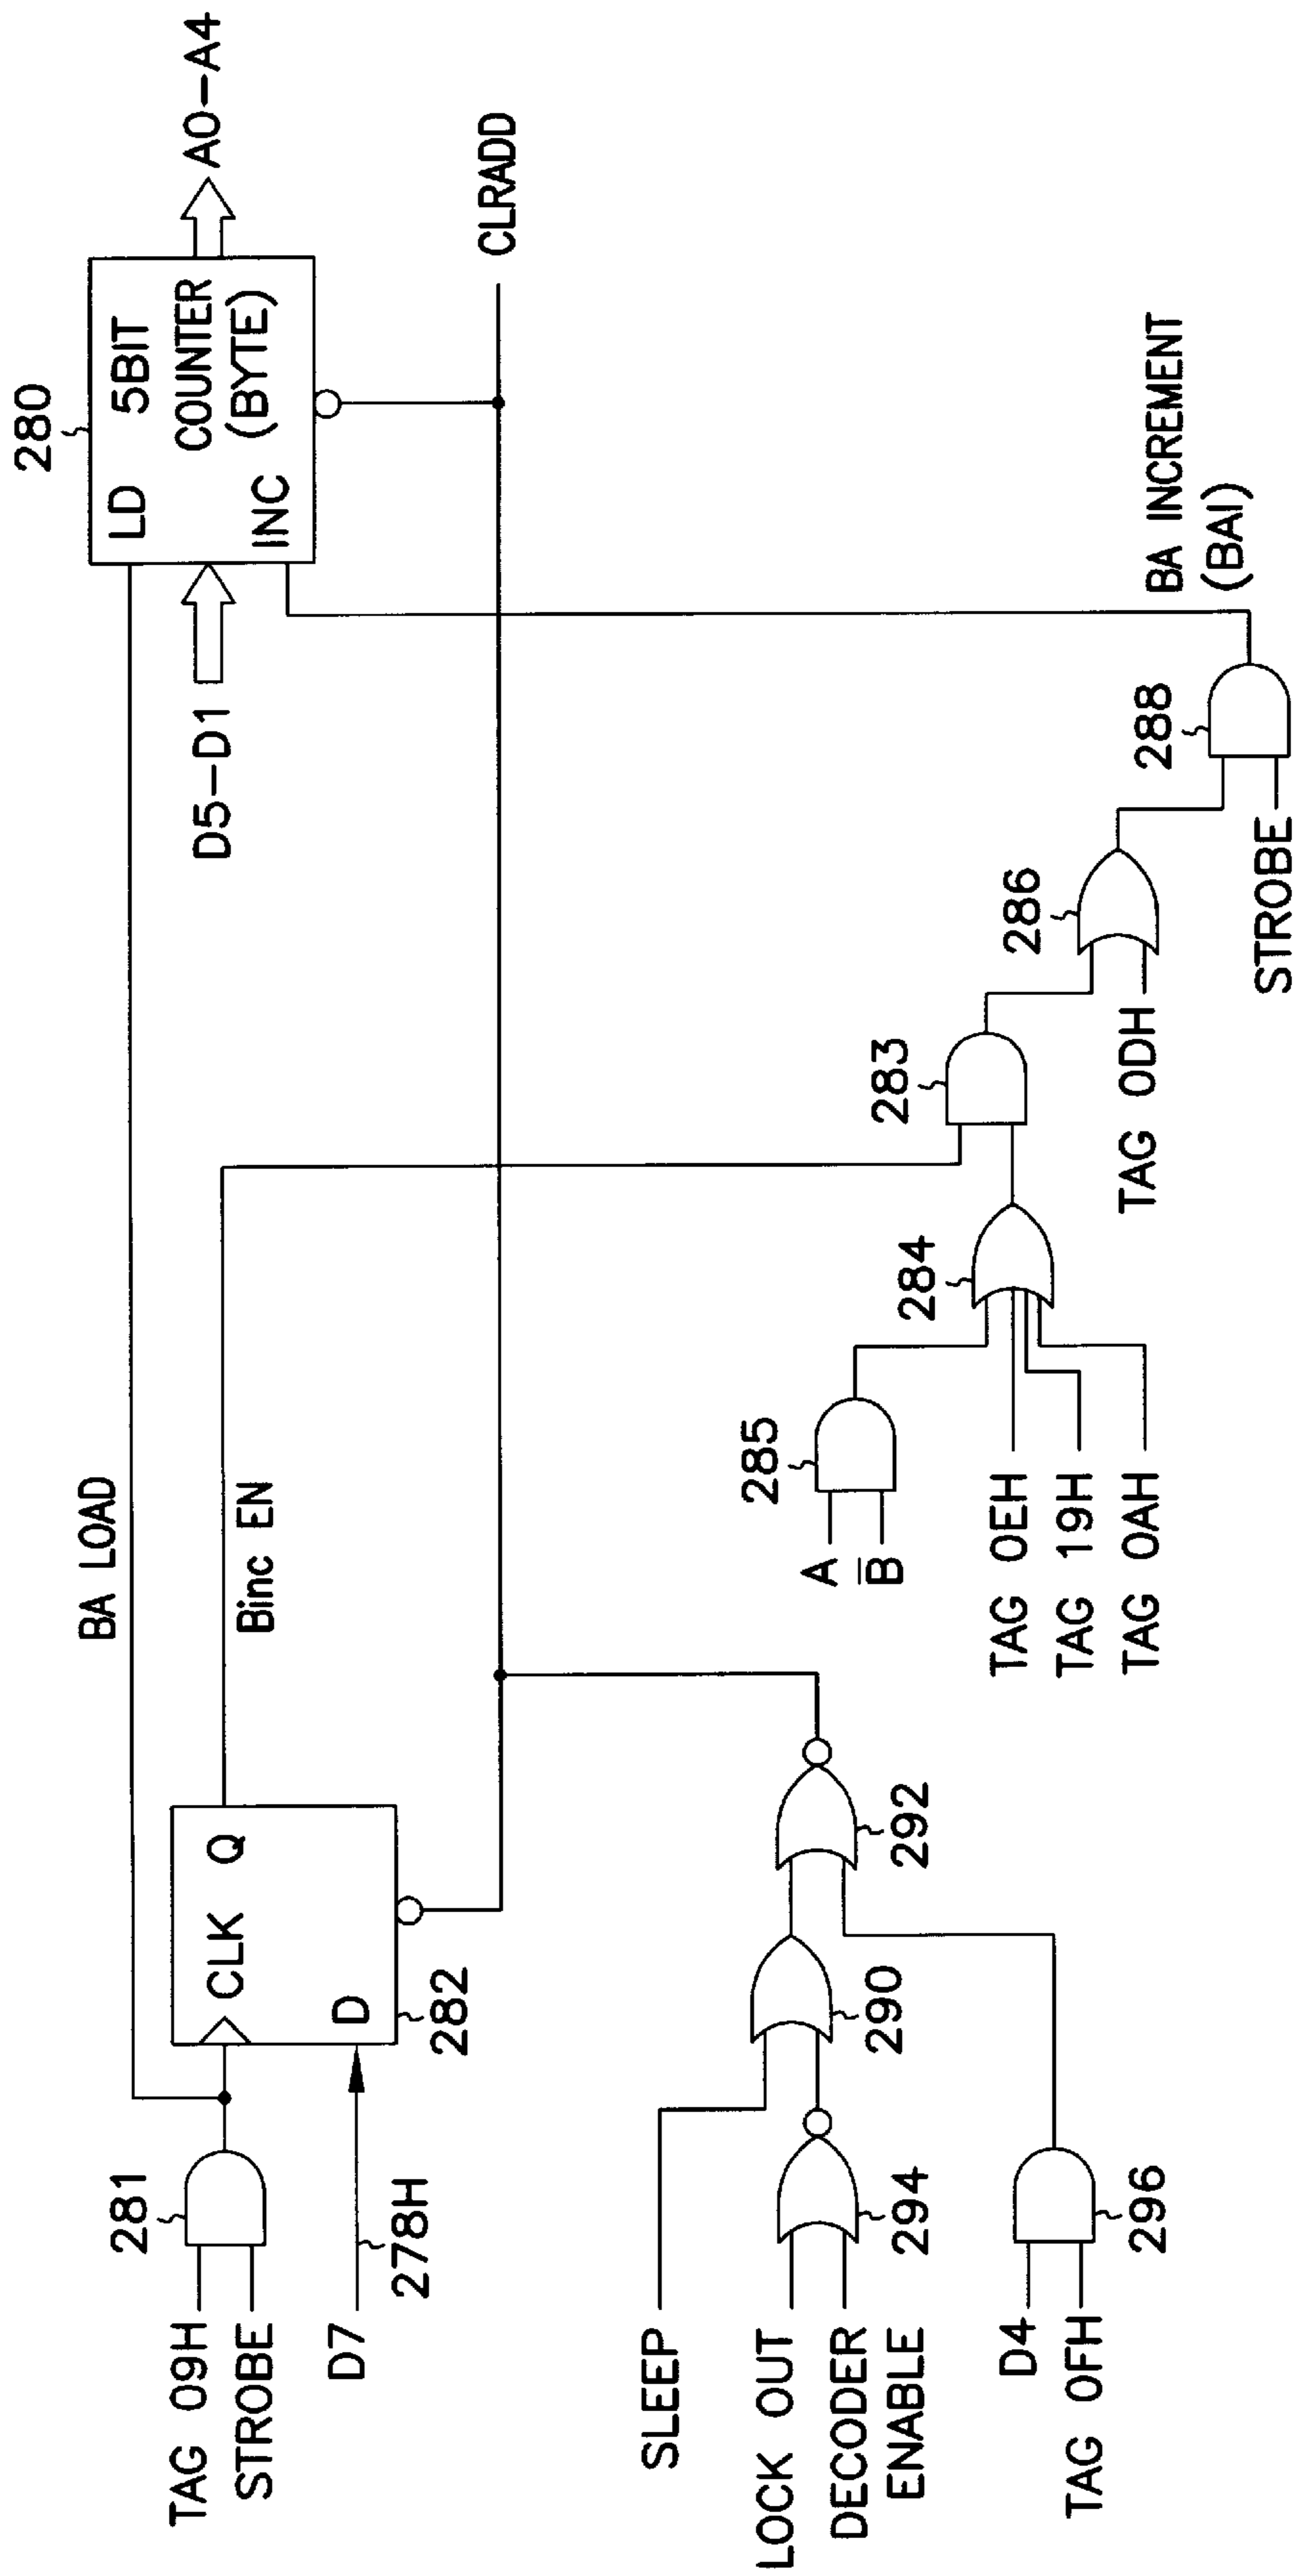 280
LD 5BIT
COUNTER
(BYTE)
INC
A0-A4
D5-D1
BA LOAD
Binc EN
CLRADD
281
TAG 09H
STROBE
CLK Q
D
282
D7
278H
BA INCREMENT
(BAI)
288
STROBE
286
TAG 0DH
283
284
285
A
B̅
TAG 0EH
TAG 19H
TAG 0AH
292
290
294
296
SLEEP
LOCK OUT
DECODER
ENABLE
D4
TAG 0FH